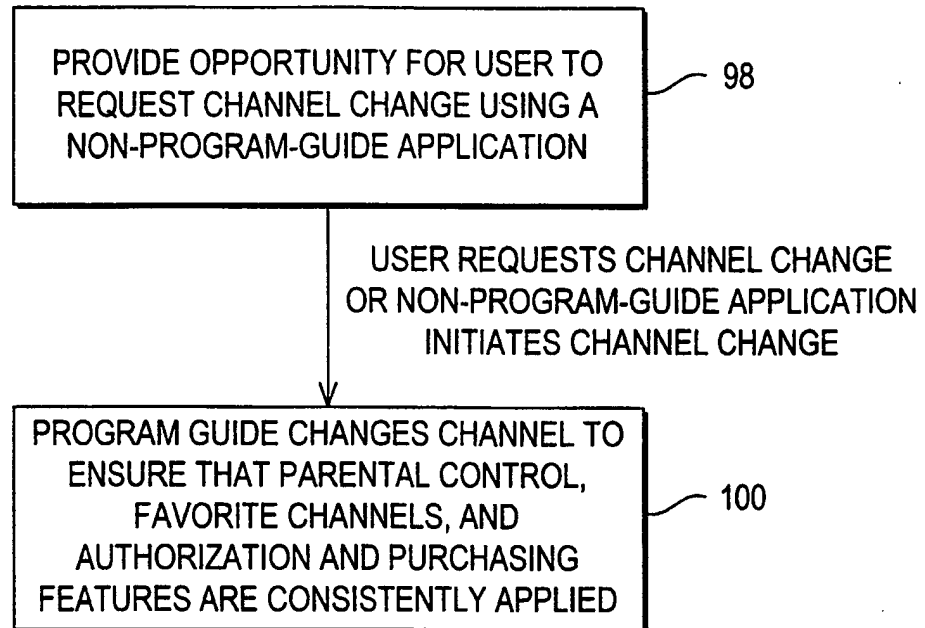 PROVIDE OPPORTUNITY FOR USER TO
REQUEST CHANNEL CHANGE USING A
NON-PROGRAM-GUIDE APPLICATION
98
USER REQUESTS CHANNEL CHANGE
OR NON-PROGRAM-GUIDE APPLICATION
INITIATES CHANNEL CHANGE
PROGRAM GUIDE CHANGES CHANNEL TO
ENSURE THAT PARENTAL CONTROL,
FAVORITE CHANNELS, AND
AUTHORIZATION AND PURCHASING
FEATURES ARE CONSISTENTLY APPLIED
100